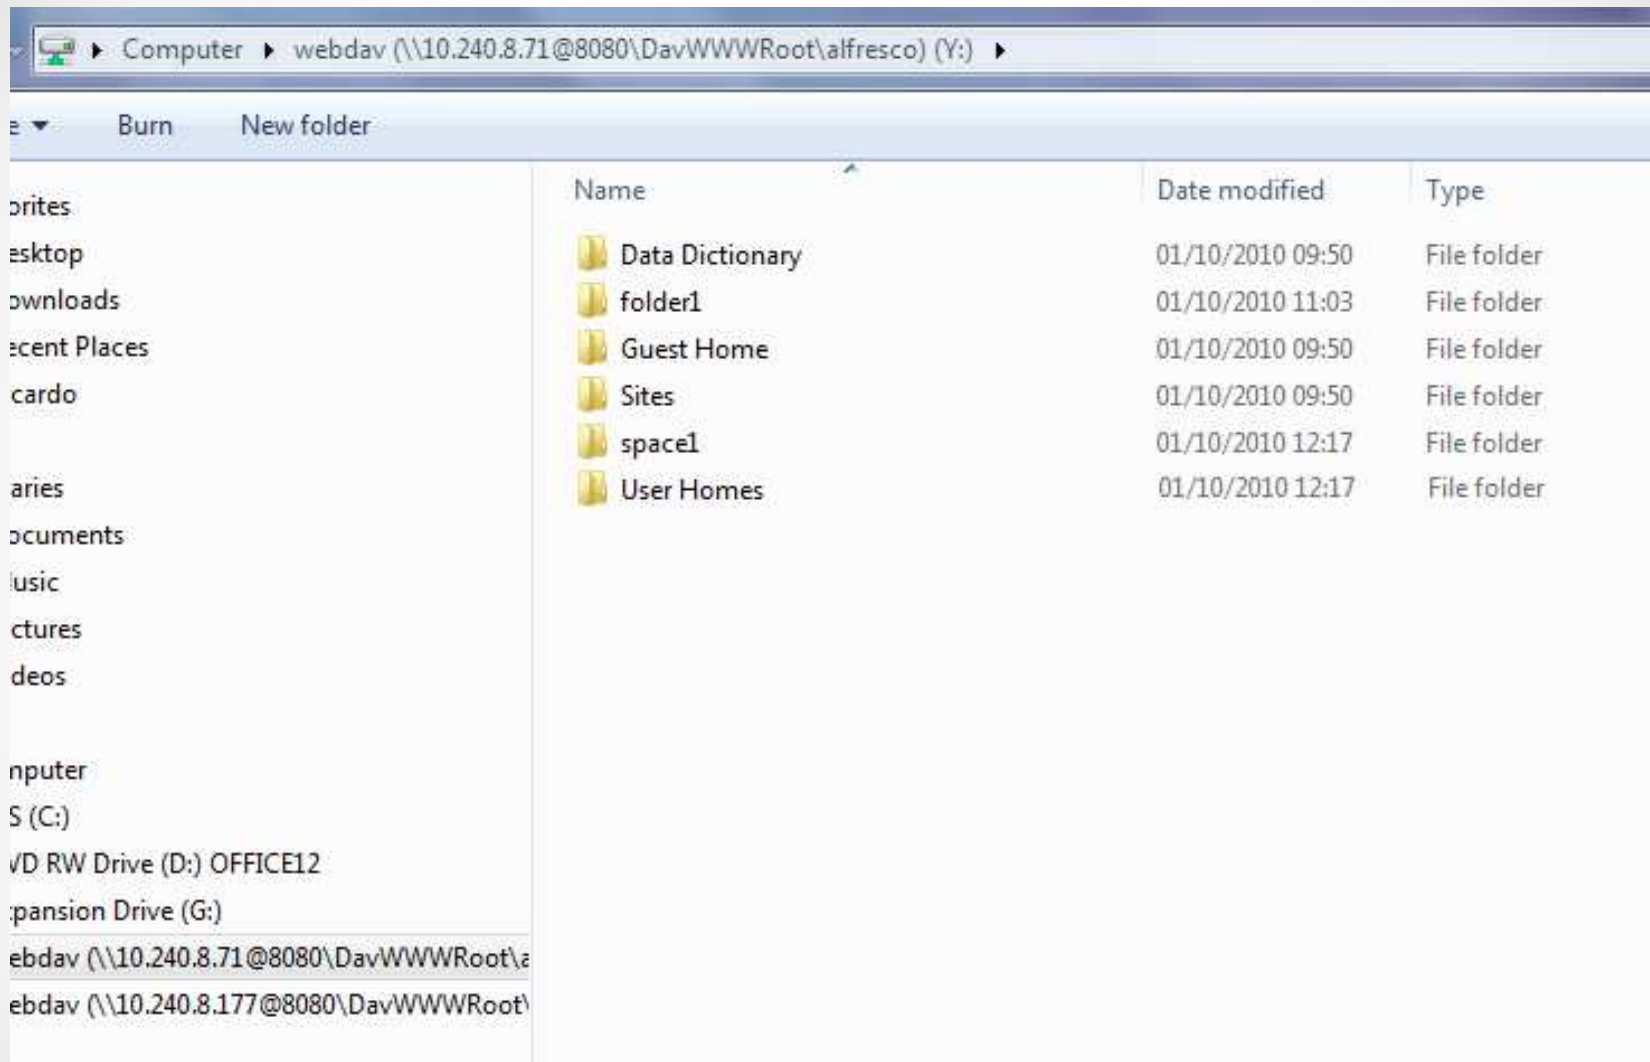 Computer webdav (\\10.240.8.71@8080\DavWWWRoot\alfresco) (Y:)
e Burn New folder
orites
esktop
ownloads
ecent Places
cardo
aries
ocuments
usic
ctures
deos
mputer
S (C:)
VD RW Drive (D:) OFFICE12
pansion Drive (G:)
ebdav (\\10.240.8.71@8080\DavWWWRoot\a
ebdav (\\10.240.8.177@8080\DavWWWRoot\
Name Date modified Type
Data Dictionary 01/10/2010 09:50 File folder
folder1 01/10/2010 11:03 File folder
Guest Home 01/10/2010 09:50 File folder
Sites 01/10/2010 09:50 File folder
space1 01/10/2010 12:17 File folder
User Homes 01/10/2010 12:17 File folder